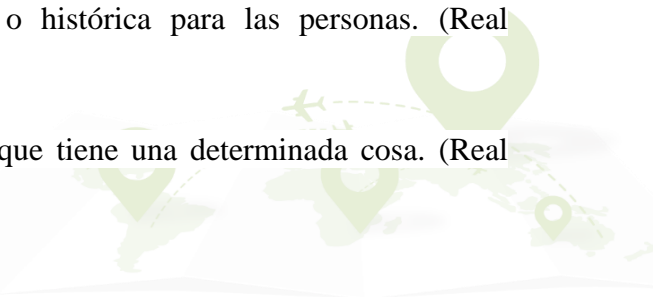 o histórica para las personas. (Real
que tiene una determinada cosa. (Real